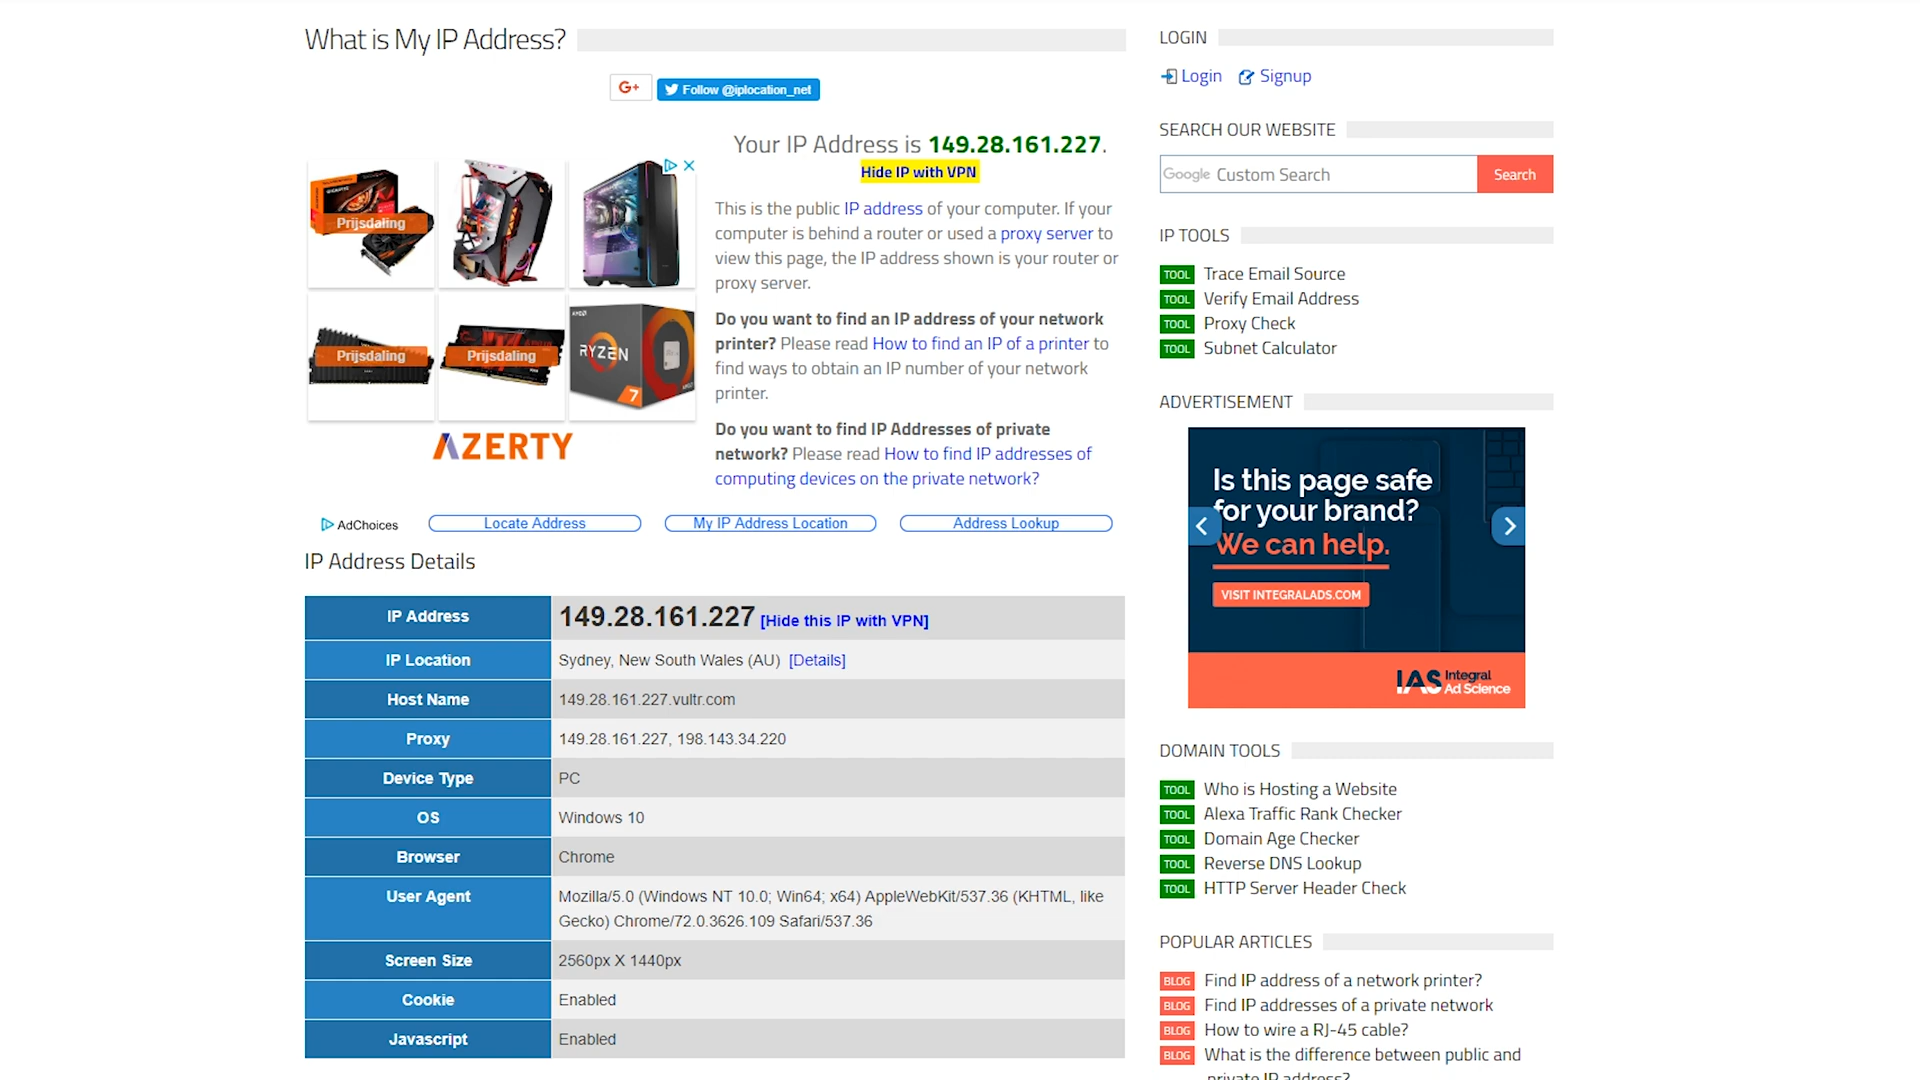 What is My IP Address?
G+
Follow @iplocation_net
Your IP Address is 149.28.161.227.
Hide IP with VPN
This is the public IP address of your computer. If your
computer is behind a router or used a proxy server to
view this page, the IP address shown is your router or
proxy server.
Do you want to find an IP address of your network
printer? Please read How to find an IP of a printer to
find ways to obtain an IP number of your network
printer.
Do you want to find IP Addresses of private
network? Please read How to find IP addresses of
computing devices on the private network?
Prijsdaling
Prijsdaling
Prijsdaling
RYZEN
7
AZERTY
AdChoices
Locate Address
My IP Address Location
Address Lookup
IP Address Details
IP Address 149.28.161.227 [Hide this IP with VPN]
IP Location Sydney, New South Wales (AU) [Details]
Host Name 149.28.161.227.vultr.com
Proxy 149.28.161.227, 198.143.34.220
Device Type PC
OS Windows 10
Browser Chrome
User Agent Mozilla/5.0 (Windows NT 10.0; Win64; x64) AppleWebKit/537.36 (KHTML, like
Gecko) Chrome/72.0.3626.109 Safari/537.36
Screen Size 2560px X 1440px
Cookie Enabled
Javascript Enabled
LOGIN
Login Signup
SEARCH OUR WEBSITE
Google Custom Search Search
IP TOOLS
TOOL Trace Email Source
TOOL Verify Email Address
TOOL Proxy Check
TOOL Subnet Calculator
ADVERTISEMENT
Is this page safe
for your brand?
We can help.
VISIT INTEGRALADS.COM
IAS Integral
Ad Science
DOMAIN TOOLS
TOOL Who is Hosting a Website
TOOL Alexa Traffic Rank Checker
TOOL Domain Age Checker
TOOL Reverse DNS Lookup
TOOL HTTP Server Header Check
POPULAR ARTICLES
BLOG Find IP address of a network printer?
BLOG Find IP addresses of a private network
BLOG How to wire a RJ-45 cable?
BLOG What is the difference between public and
private IP address?